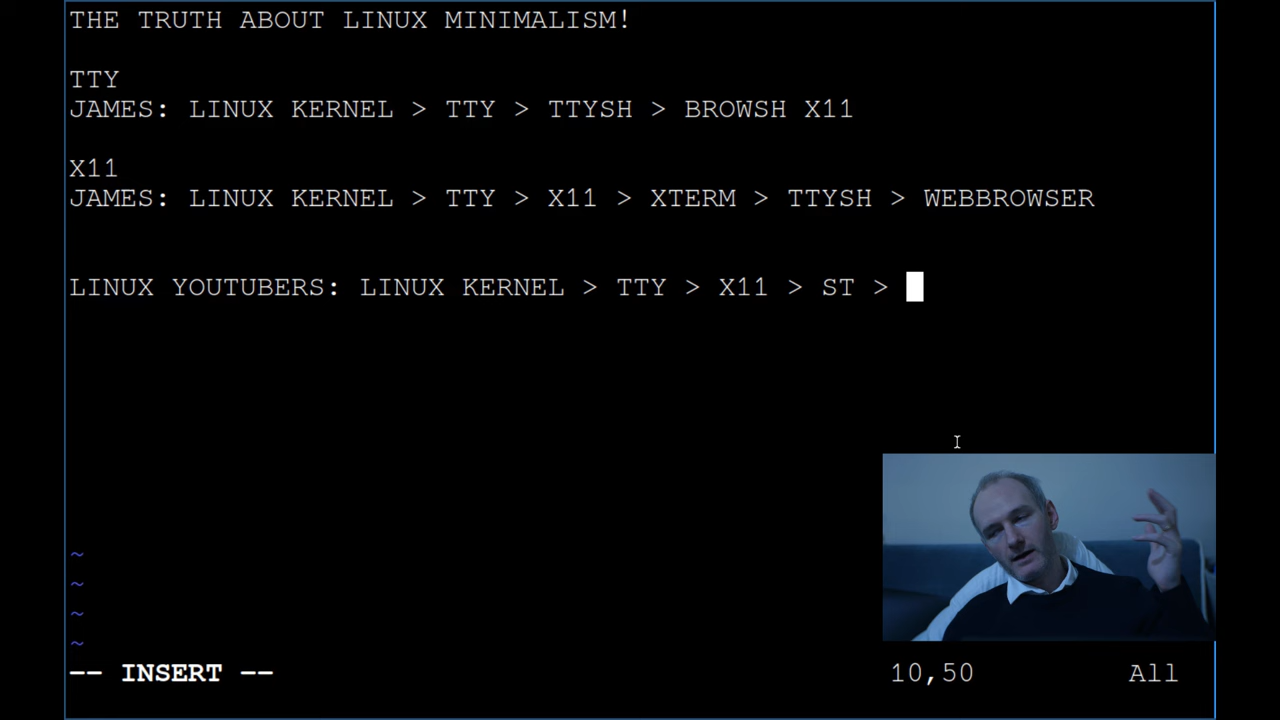 THE TRUTH ABOUT LINUX MINIMALISM!
TTY
JAMES: LINUX KERNEL > TTY > TTYSH > BROWSH X11
X11
JAMES: LINUX KERNEL > TTY > X11 > XTERM > TTYSH > WEBBROWSER
LINUX YOUTUBERS: LINUX KERNEL > TTY > X11 > ST >
~
~
~
~
-- INSERT -- 10,50 All